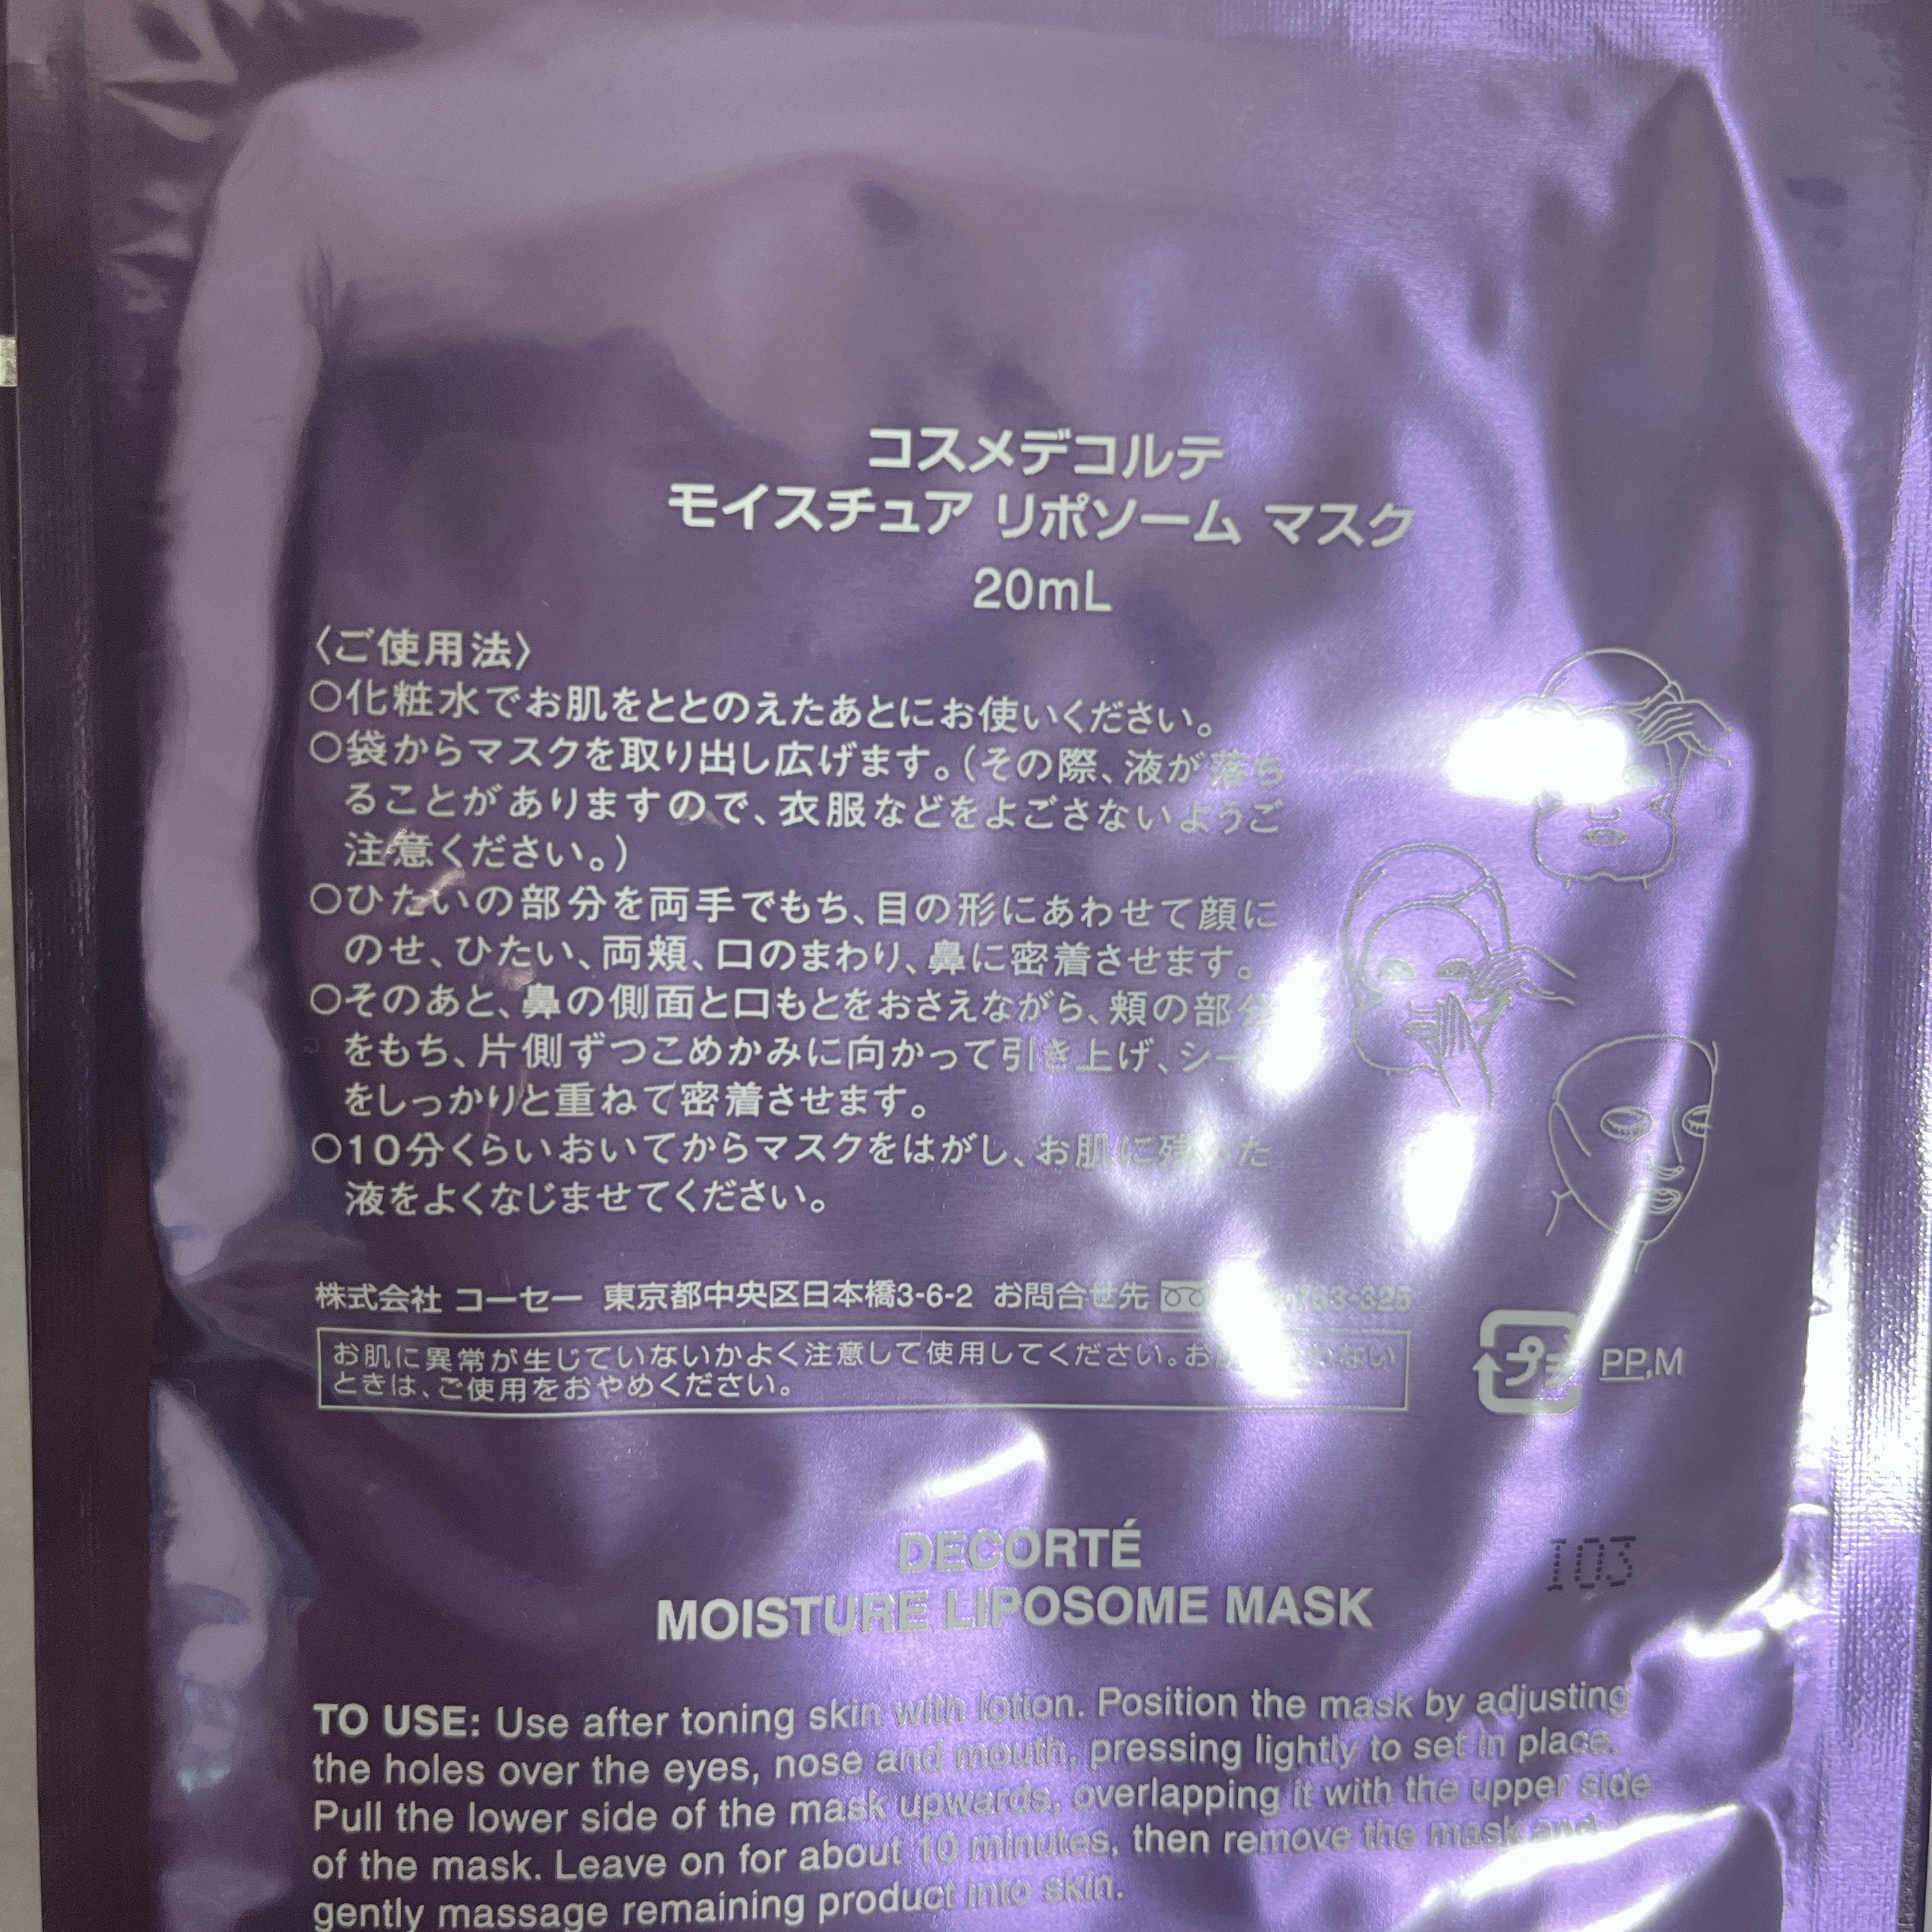 コスメデコルテ
モイスチュア リポソーム マスク
20mL
〈ご使用法〉
○化粧水でお肌をととのえたあとにお使いください。
○袋からマスクを取り出し広げます。(その際、液が落ち
ることがありますので、衣服などをよごさないようご
注意ください。)
○ひたいの部分を両手でもち、目の形にあわせて顔に
のせ、ひたい、両頬、口のまわり、鼻に密着させます。
○そのあと、鼻の側面と口もとをおさえながら、頬の部分
をもち、片側ずつこめかみに向かって引き上げ、シー
をしっかりと重ねて密着させます。
○10分くらいおいてからマスクをはがし、お肌に残った
液をよくなじませてください。
株式会社 コーセー 東京都中央区日本橋3-6-2 お問合せ先 763-325
お肌に異常が生じていないかよく注意して使用してください。お わない
ときは、ご使用をおやめください。
プラ PP,M
DECORTÉ
MOISTURE LIPOSOME MASK
103
TO USE: Use after toning skin with lotion. Position the mask by adjusting
the holes over the eyes, nose and mouth, pressing lightly to set in place.
Pull the lower side of the mask upwards, overlapping it with the upper side
of the mask. Leave on for about 10 minutes, then remove the mask and
gently massage remaining product into skin.